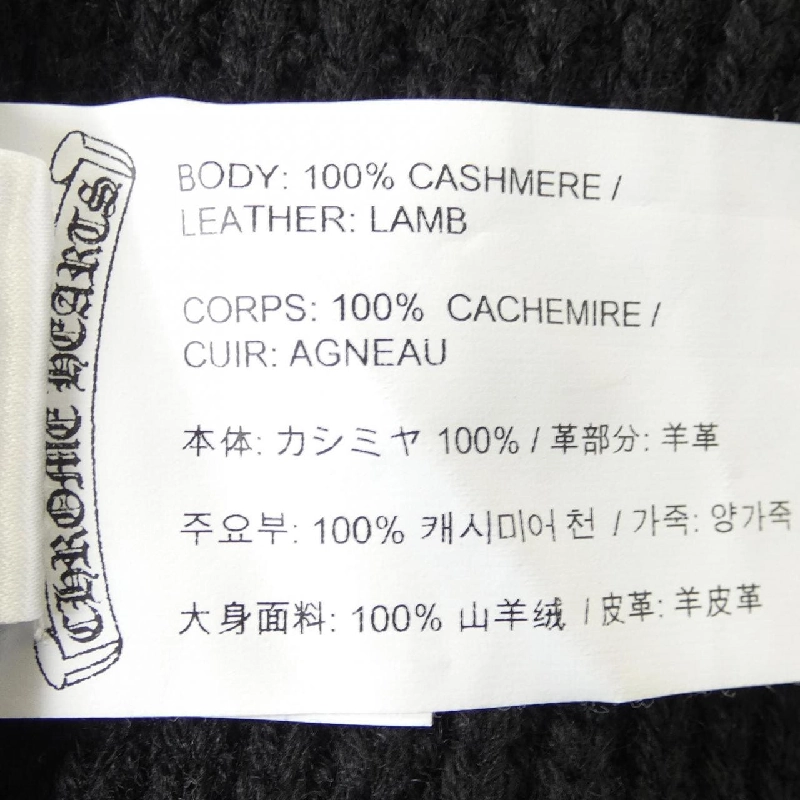 CHROME HEARTS
BODY: 100% CASHMERE /
LEATHER: LAMB
CORPS: 100% CACHEMIRE /
CUIR: AGNEAU
本体: カシミヤ 100% / 革部分: 羊革
주요부: 100% 캐시미어 천 / 가죽: 양가죽
大身面料: 100% 山羊绒 / 皮革: 羊皮革